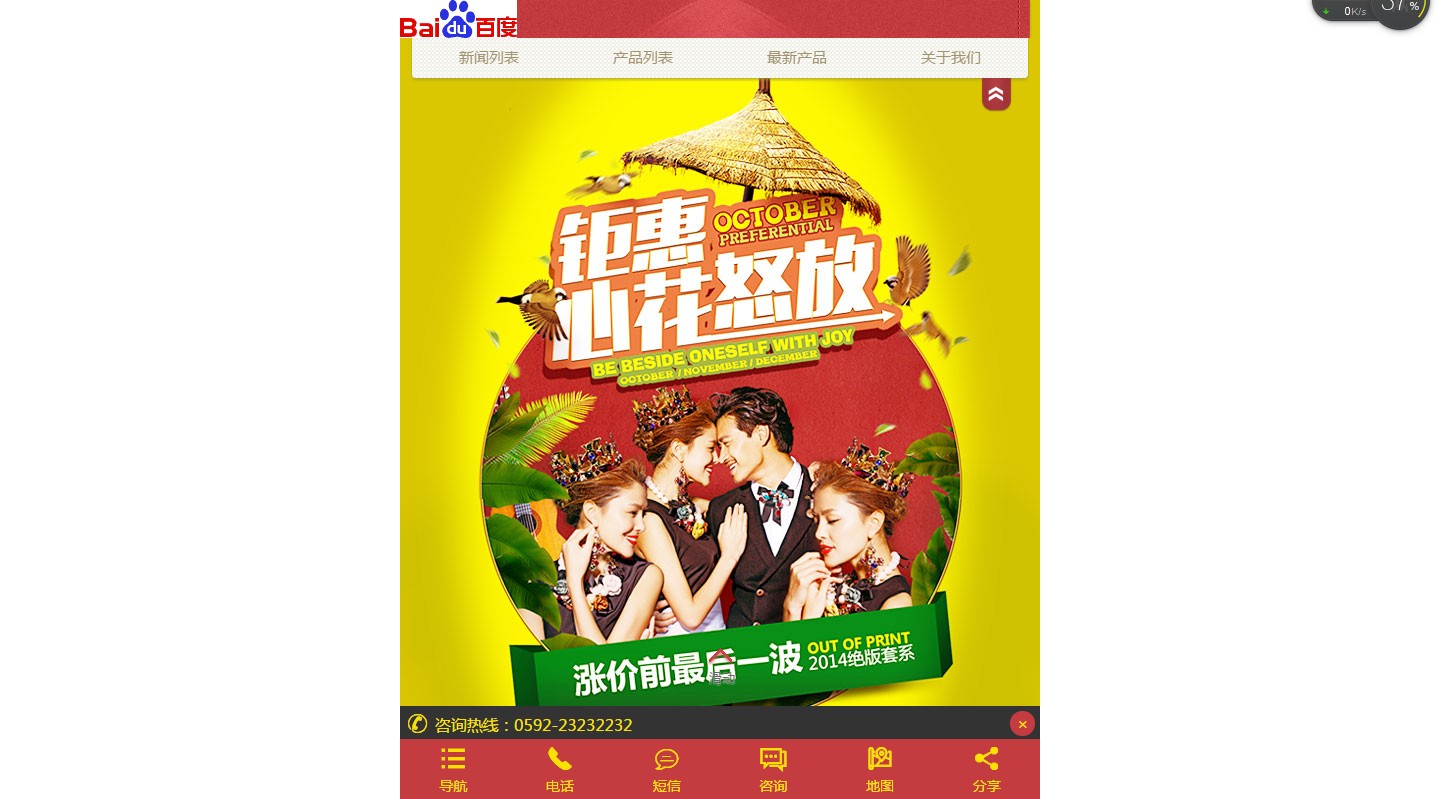 Bai du 百度
37%
0K/s
新闻列表 产品列表 最新产品 关于我们
钜惠
OCTOBER
PREFERENTIAL
心花怒放
BE BESIDE ONESELF WITH JOY
OCTOBER / NOVEMBER / DECEMBER
涨价前最后一波
OUT OF PRINT
2014绝版套系
滑动
咨询热线：0592-23232232
×
导航 电话 短信 咨询 地图 分享